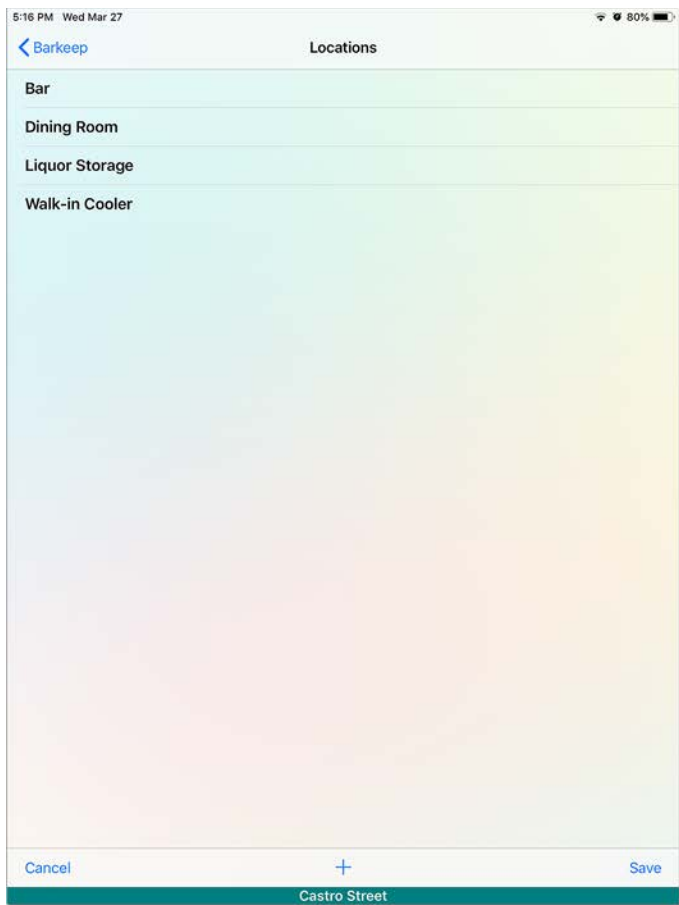 5:16 PM Wed Mar 27 80%
Barkeep Locations
Bar
Dining Room
Liquor Storage
Walk-in Cooler
Cancel + Save
Castro Street